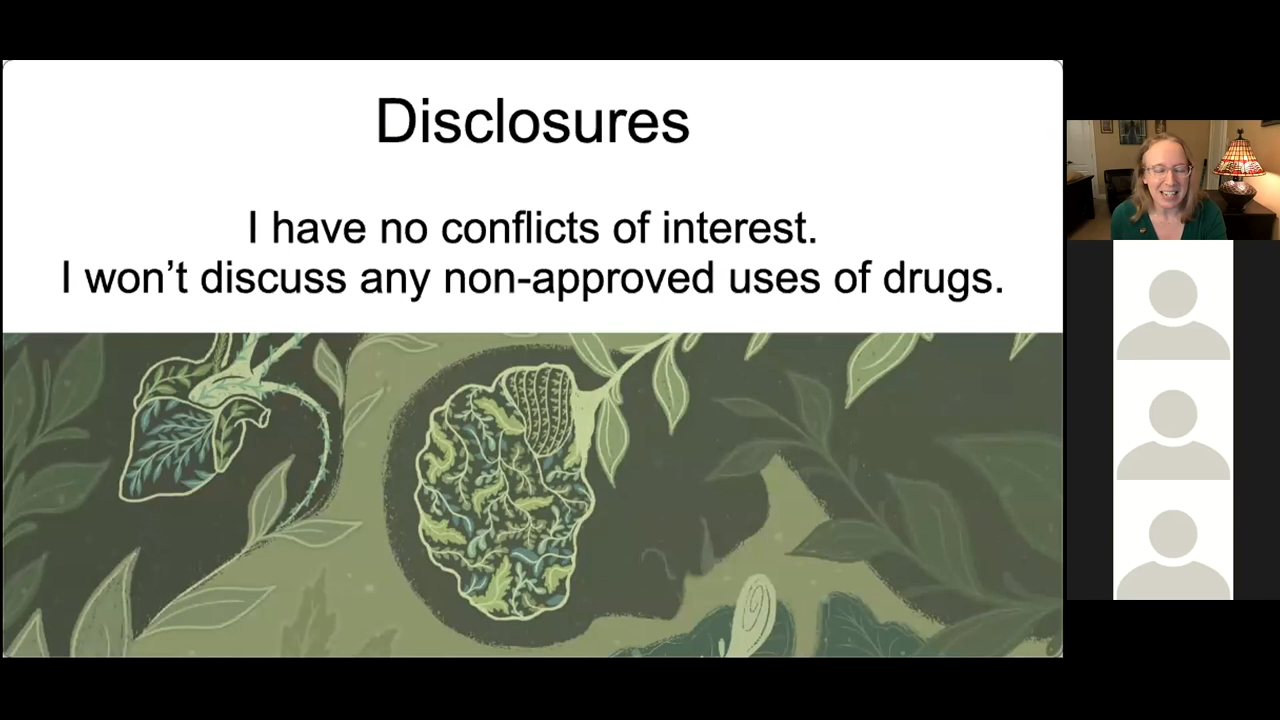 Disclosures
I have no conflicts of interest.
I won’t discuss any non-approved uses of drugs.